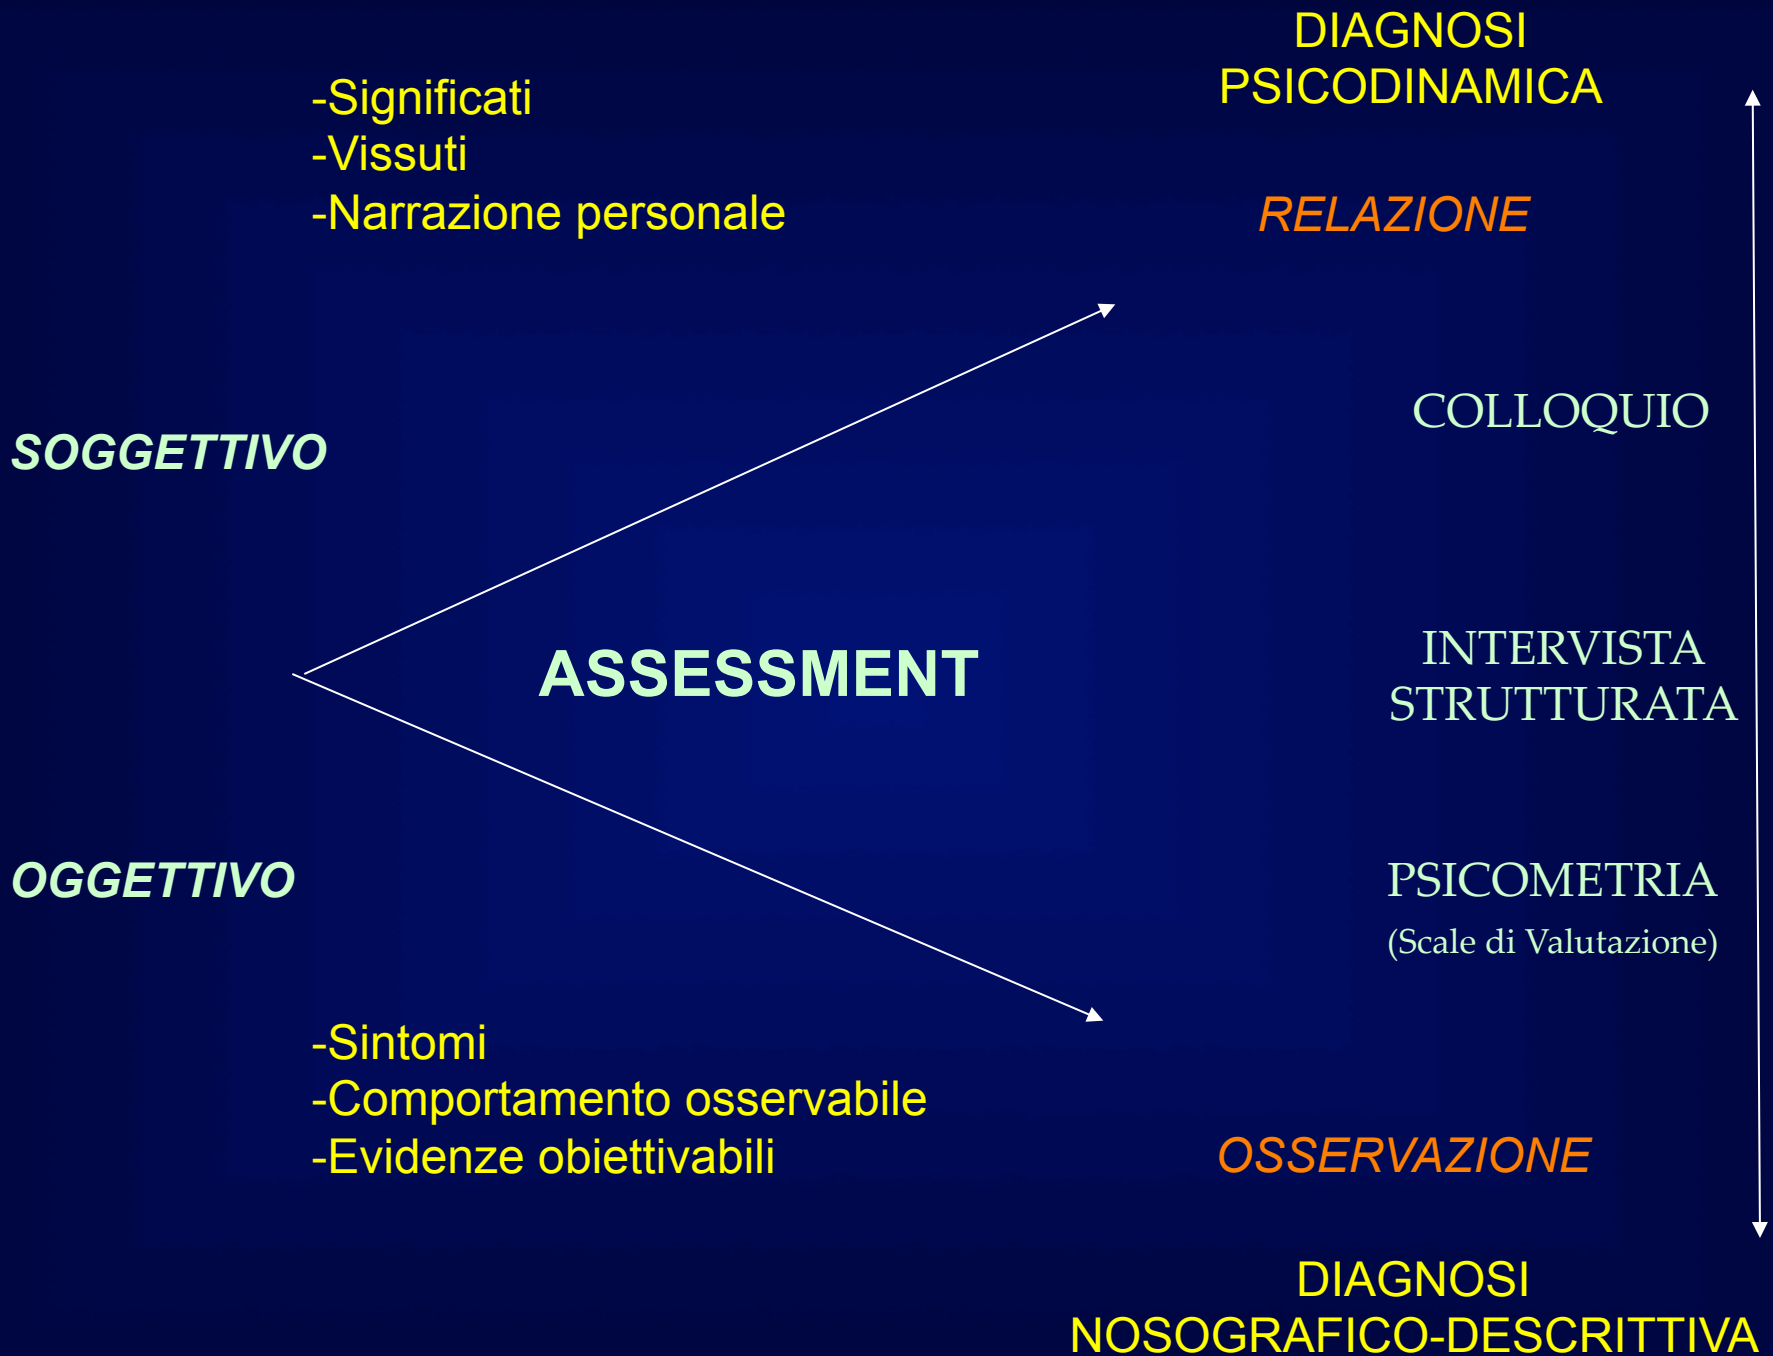 DIAGNOSI
PSICODINAMICA
-Significati
-Vissuti
-Narrazione personale
RELAZIONE
COLLOQUIO
SOGGETTIVO
INTERVISTA
STRUTTURATA
ASSESSMENT
OGGETTIVO
PSICOMETRIA
(Scale di Valutazione)
-Sintomi
-Comportamento osservabile
-Evidenze obiettivabili
OSSERVAZIONE
DIAGNOSI
NOSOGRAFICO-DESCRITTIVA